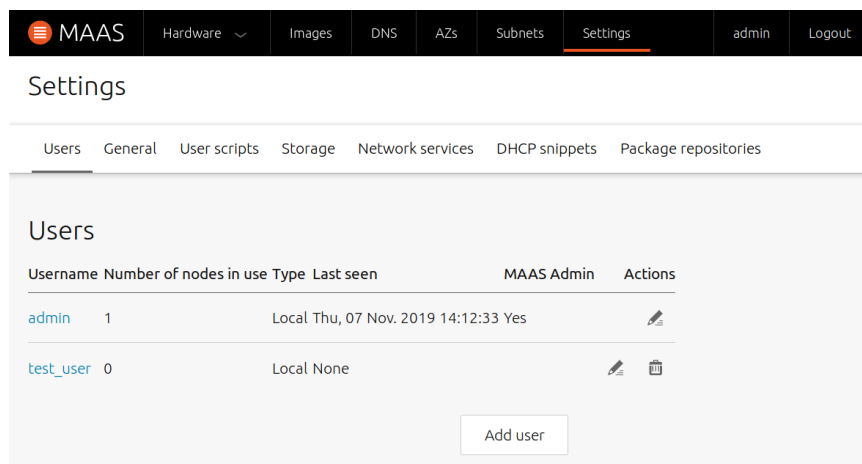 MAAS Hardware Images DNS AZs Subnets Settings admin Logout
Settings
Users General User scripts Storage Network services DHCP snippets Package repositories
Users
Username Number of nodes in use Type Last seen MAAS Admin Actions
admin 1 Local Thu, 07 Nov. 2019 14:12:33 Yes
test_user 0 Local None
Add user